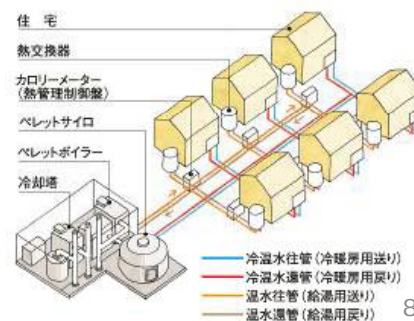 住 宅
熱交換器
カロリーメーター
(熱管理制御盤)
ペレットサイロ
ペレットボイラー
冷却塔
冷温水往管(冷暖房用送り)
冷温水還管(冷暖房用戻り)
温水往管(給湯用送り)
温水還管(給湯用戻り)
8